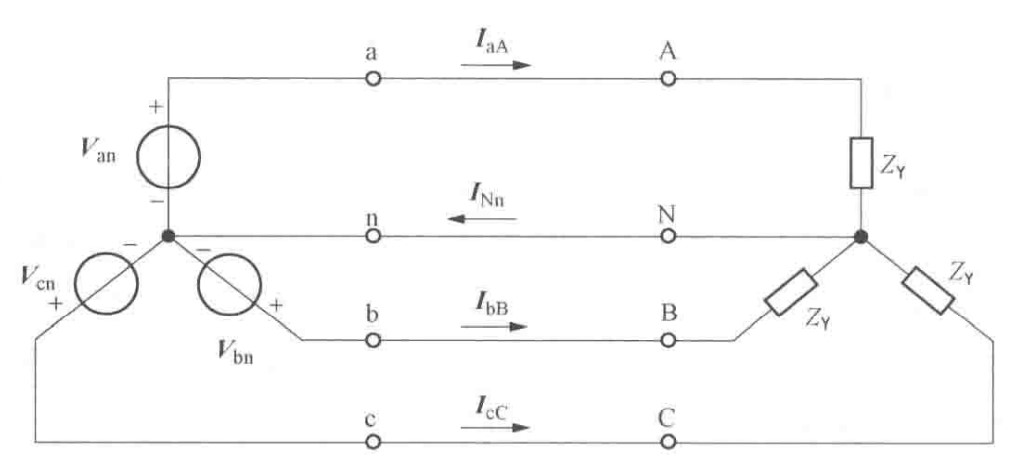 I_aA
a
A
+
V_an
Z_Y
−
I_Nn
n
N
−
−
V_cn
Z_Y
+
+
I_bB
Z_Y
b
B
V_bn
I_cC
c
C